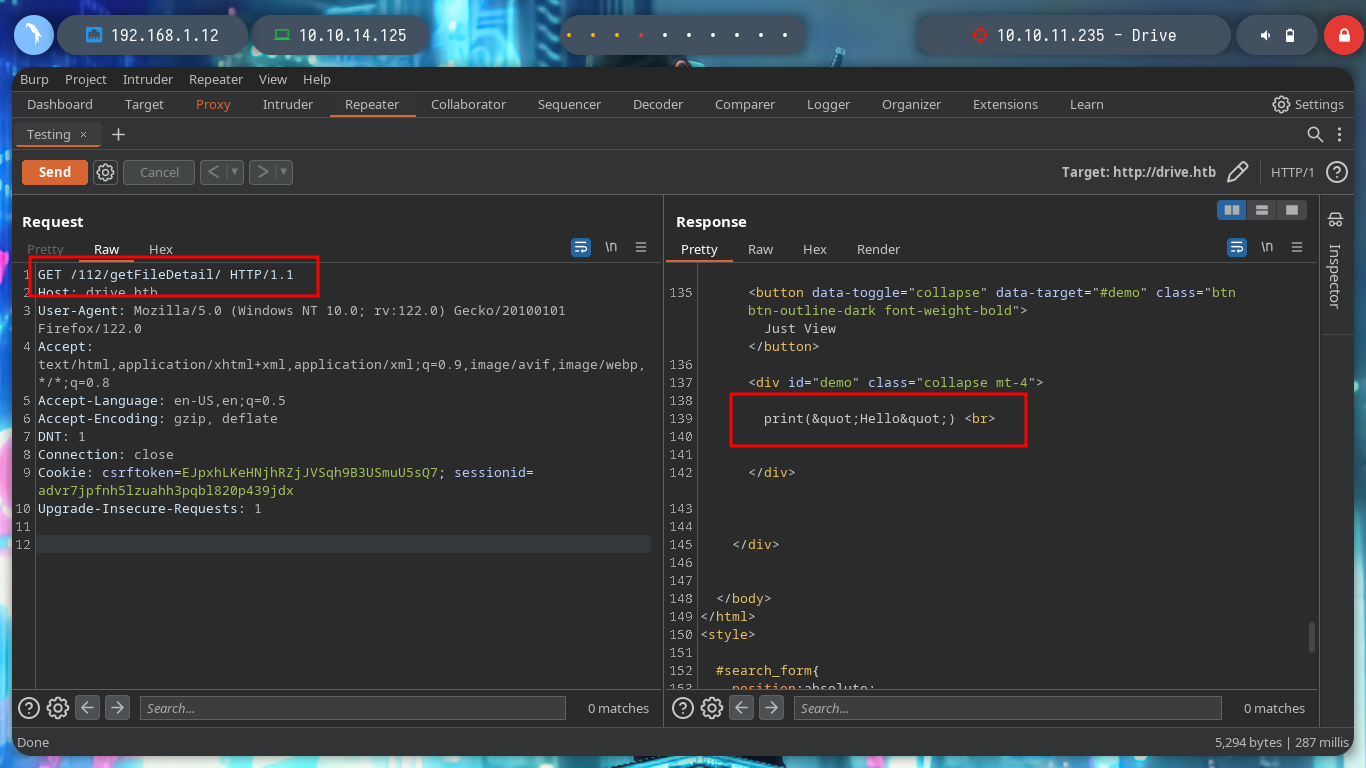 192.168.1.12
10.10.14.125
10.10.11.235 - Drive
Burp Project Intruder Repeater View Help
Dashboard Target Proxy Intruder Repeater Collaborator Sequencer Decoder Comparer Logger Organizer Extensions Learn Settings
Testing × +
Send Cancel < >
Target: http://drive.htb HTTP/1 ?
Request
Pretty Raw Hex \n
1 GET /112/getFileDetail/ HTTP/1.1
2 Host: drive.htb
3 User-Agent: Mozilla/5.0 (Windows NT 10.0; rv:122.0) Gecko/20100101
Firefox/122.0
4 Accept:
text/html,application/xhtml+xml,application/xml;q=0.9,image/avif,image/webp,
*/*;q=0.8
5 Accept-Language: en-US,en;q=0.5
6 Accept-Encoding: gzip, deflate
7 DNT: 1
8 Connection: close
9 Cookie: csrftoken=EJpxhLKeHNjhRZjJVSqh9B3USmuU5sQ7; sessionid=
advr7jpfnh5lzuahh3pqbl820p439jdx
10 Upgrade-Insecure-Requests: 1
11
12
? Search... 0 matches
Response
Pretty Raw Hex Render \n
135 <button data-toggle="collapse" data-target="#demo" class="btn
btn-outline-dark font-weight-bold">
Just View
</button>
136
137 <div id="demo" class="collapse mt-4">
138
139 print(&quot;Hello&quot;) <br>
140
141
142 </div>
143
144
145 </div>
146
147
148 </body>
149 </html>
150 <style>
151
152 #search_form{
153 position:absolute;
? Search... 0 matches
Inspector
Done
5,294 bytes | 287 millis